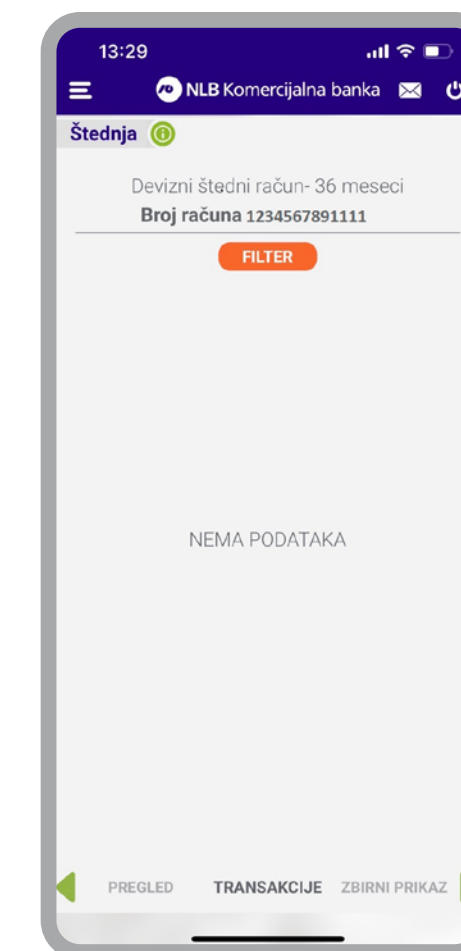 13:29
NLB Komercijalna banka
Štednja
Devizni štedni račun- 36 meseci
Broj računa 1234567891111
FILTER
NEMA PODATAKA
PREGLED TRANSAKCIJE ZBIRNI PRIKAZ